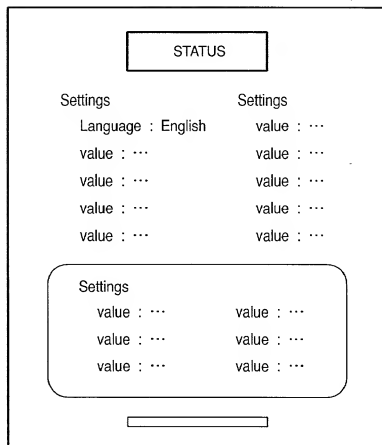 STATUS
Settings Settings
Language : English value : ···
value : ··· value : ···
value : ··· value : ···
value : ··· value : ···
value : ··· value : ···
Settings
value : ··· value : ···
value : ··· value : ···
value : ··· value : ···